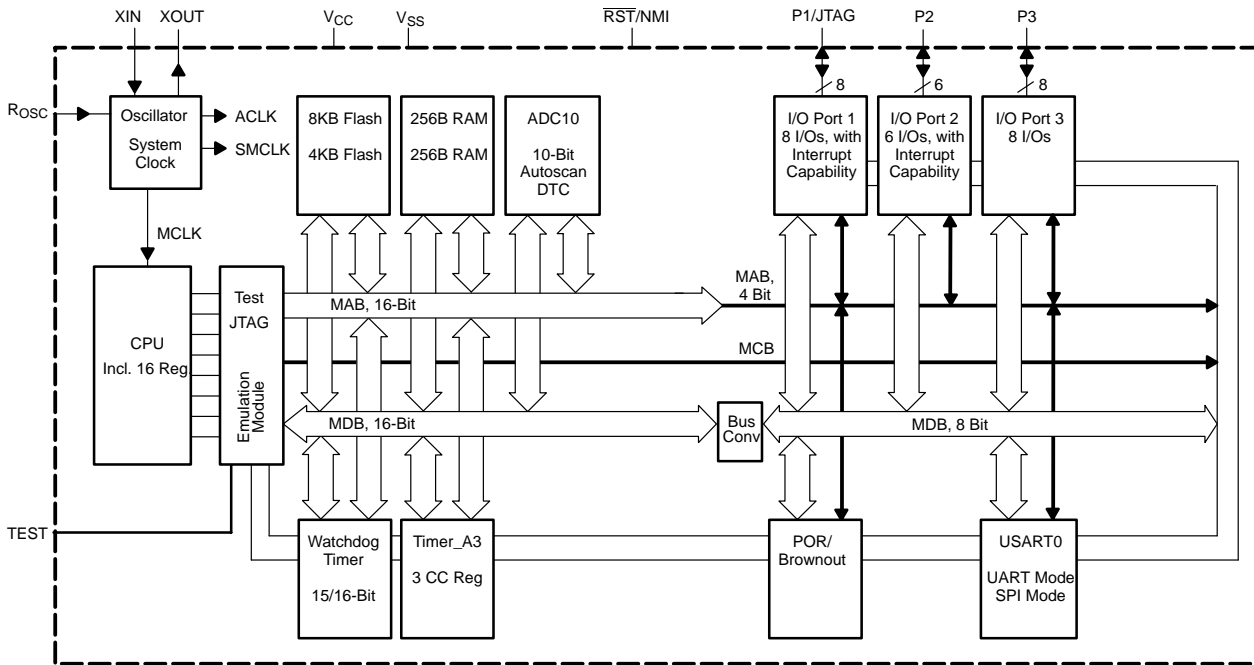 XIN
XOUT
VCC
VSS
RST/NMI
P1/JTAG
P2
P3
8
6
8
ROSC
Oscillator
System
Clock
ACLK
SMCLK
8KB Flash
4KB Flash
256B RAM
256B RAM
ADC10
10-Bit
Autoscan
DTC
I/O Port 1
8 I/Os, with
Interrupt
Capability
I/O Port 2
6 I/Os, with
Interrupt
Capability
I/O Port 3
8 I/Os
MCLK
CPU
Incl. 16 Reg.
Test
JTAG
Emulation
Module
MAB, 16-Bit
MAB,
4 Bit
MCB
MDB, 16-Bit
Bus
Conv
MDB, 8 Bit
TEST
Watchdog
Timer
15/16-Bit
Timer_A3
3 CC Reg
POR/
Brownout
USART0
UART Mode
SPI Mode